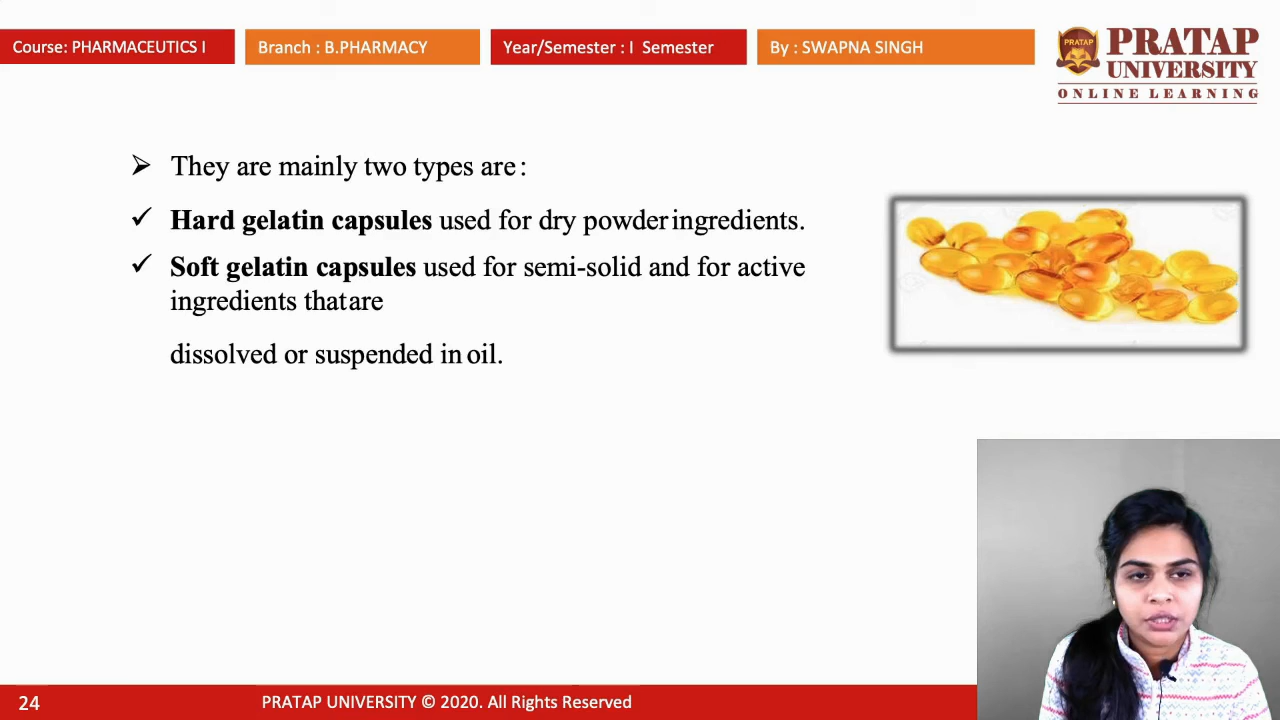 Course: PHARMACEUTICS I
Branch : B.PHARMACY
Year/Semester : I Semester
By : SWAPNA SINGH
PRATAP
PRATAP
UNIVERSITY
ONLINE LEARNING
They are mainly two types are:
Hard gelatin capsules used for dry powder ingredients.
Soft gelatin capsules used for semi-solid and for active
ingredients that are
dissolved or suspended in oil.
24
PRATAP UNIVERSITY © 2020. All Rights Reserved